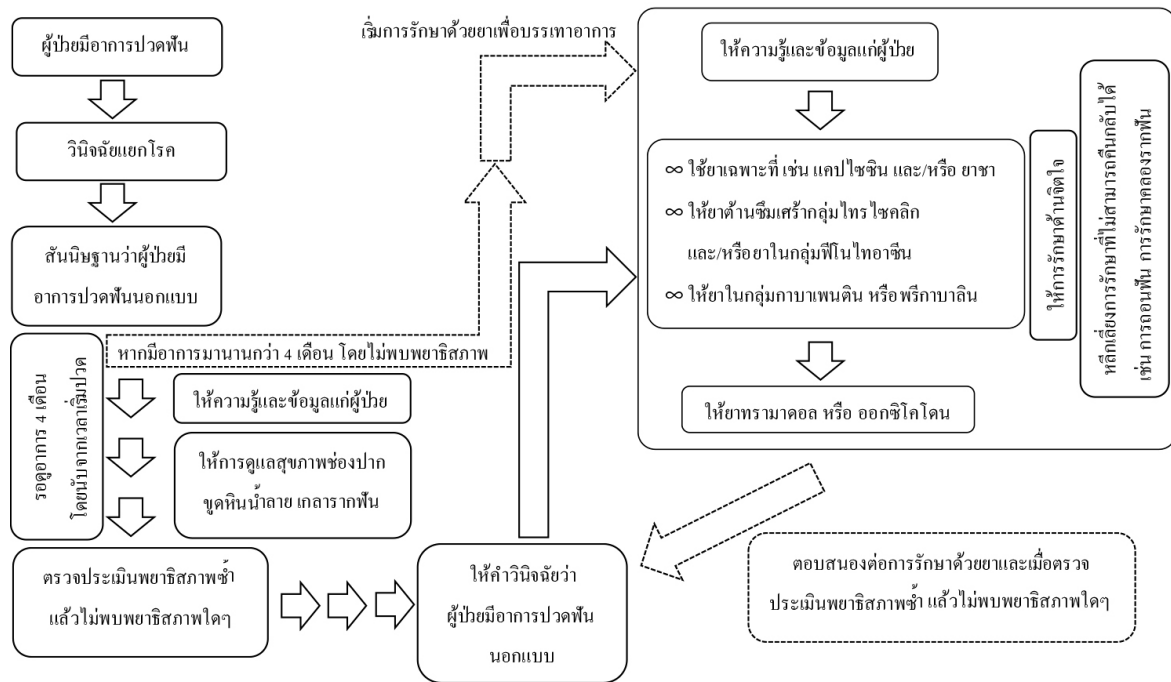 ผู้ป่วยมีอาการปวดฟัน
วินิจฉัยแยกโรค
สันนิษฐานว่าผู้ป่วยมี
อาการปวดฟันนอกแบบ
หากมีอาการมานานกว่า 4 เดือน โดยไม่พบพยาธิสภาพ
รอดูอาการ 4 เดือน
โดยนับจากเวลาเริ่มปวด
ให้ความรู้และข้อมูลแก่ผู้ป่วย
ให้การดูแลสุขภาพช่องปาก
ขูดหินน้ำลาย เกลารากฟัน
ตรวจประเมินพยาธิสภาพซ้ำ
แล้วไม่พบพยาธิสภาพใดๆ
ให้คำวินิจฉัยว่า
ผู้ป่วยมีอาการปวดฟัน
นอกแบบ
เริ่มการรักษาด้วยยาเพื่อบรรเทาอาการ
ให้ความรู้และข้อมูลแก่ผู้ป่วย
∞ ใช้ยาเฉพาะที่ เช่น แคปไซซิน และ/หรือ ยาชา
∞ ให้ยาต้านซึมเศร้ากลุ่มไทรไซคลิก
และ/หรือยาในกลุ่มฟีโนไทอาซีน
∞ ให้ยาในกลุ่มกาบาเพนติน หรือพรีกาบาลิน
ให้ยาทรามาดอล หรือ ออกซิโคโดน
ให้การรักษาด้านจิตใจ
หลีกเลี่ยงการรักษาที่ไม่สามารถคืนกลับได้
เช่น การถอนฟัน การรักษาคลองรากฟัน
ตอบสนองต่อการรักษาด้วยยาและเมื่อตรวจ
ประเมินพยาธิสภาพซ้ำ แล้วไม่พบพยาธิสภาพใดๆ